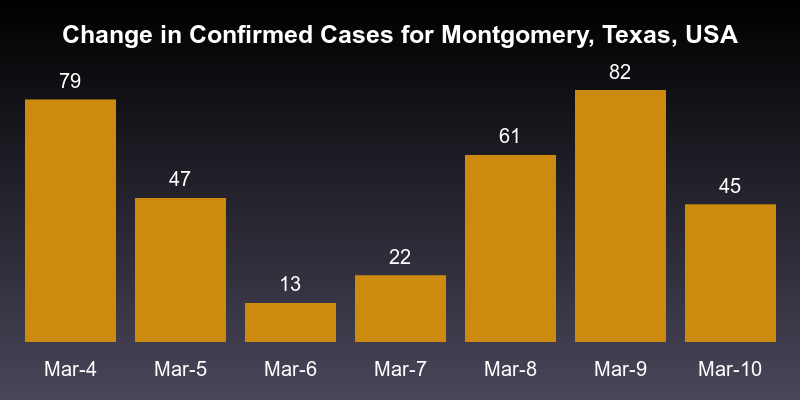 Change in Confirmed Cases for Montgomery, Texas, USA
79
47
13
22
61
82
45
Mar-4
Mar-5
Mar-6
Mar-7
Mar-8
Mar-9
Mar-10